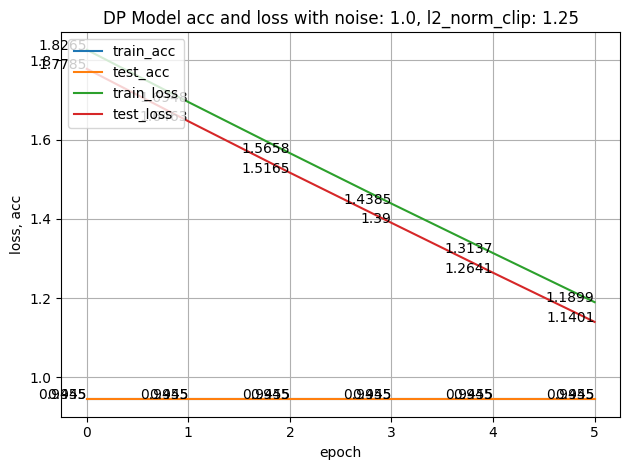 DP Model acc and loss with noise: 1.0, l2_norm_clip: 1.25
1.8265
1.8
1.7785
train_acc
test_acc
train_loss
test_loss
1.6
1.5658
1.5165
1.4385
1.4
1.39
1.3137
1.2641
1.2
1.1899
1.1401
1.0
loss, acc
0 1 2 3 4 5
epoch